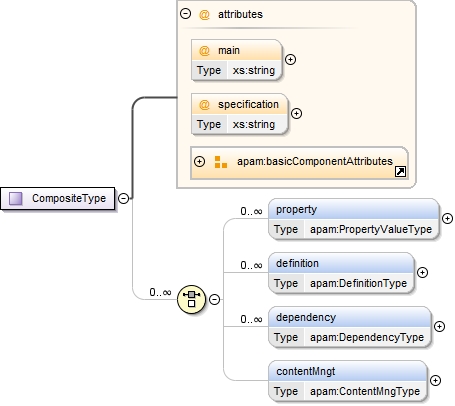 @ attributes
@ main
Type xs:string
@ specification
Type xs:string
apam:basicComponentAttributes
CompositeType
0..∞
0..∞ property
Type apam:PropertyValueType
0..∞ definition
Type apam:DefinitionType
0..∞ dependency
Type apam:DependencyType
contentMngt
Type apam:ContentMngType